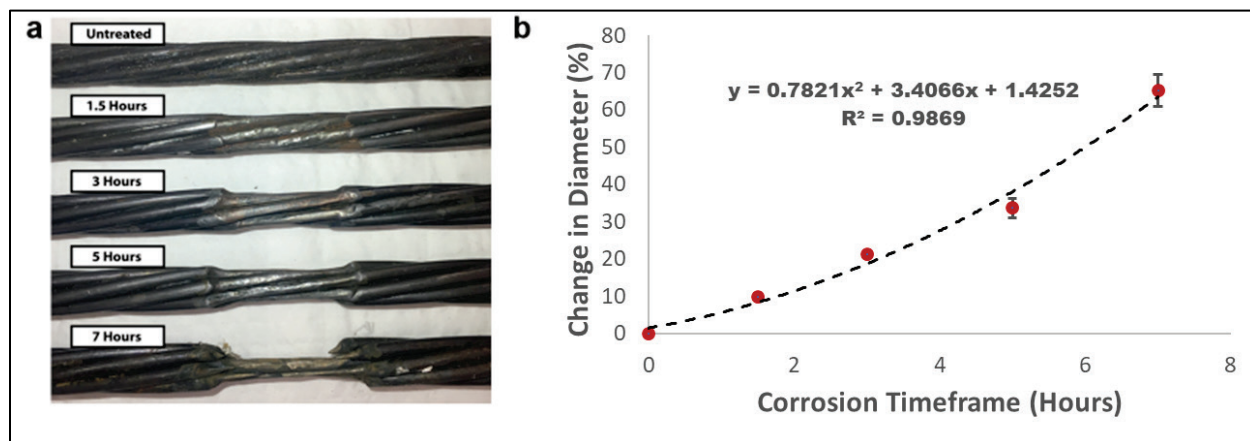 a
Untreated
1.5 Hours
3 Hours
5 Hours
7 Hours
b
Change in Diameter (%)
80
70
60
50
40
30
20
10
0
y = 0.7821x² + 3.4066x + 1.4252
R² = 0.9869
0 2 4 6 8
Corrosion Timeframe (Hours)